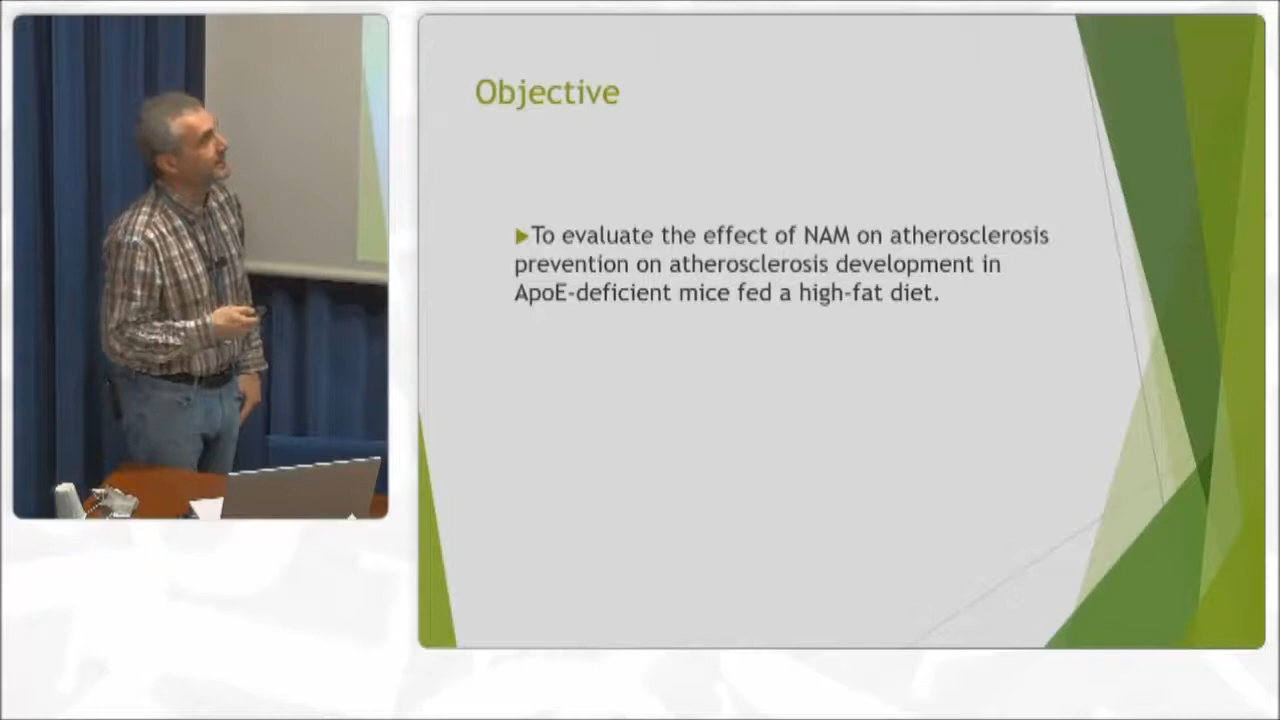 Objective
▶To evaluate the effect of NAM on atherosclerosis
prevention on atherosclerosis development in
ApoE-deficient mice fed a high-fat diet.